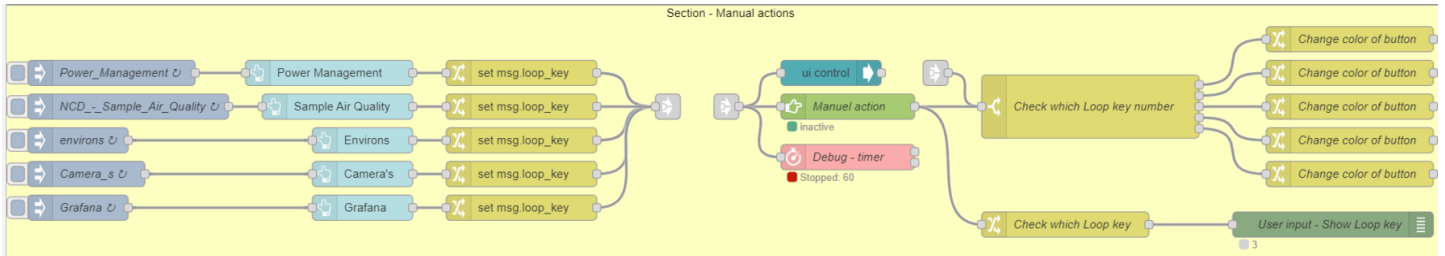 Section - Manual actions
Power_Management ↻
Power Management
set msg.loop_key
NCD_-_Sample_Air_Quality ↻
Sample Air Quality
set msg.loop_key
environs ↻
Environs
set msg.loop_key
Camera_s ↻
Camera's
set msg.loop_key
Grafana ↻
Grafana
set msg.loop_key
ui control
Manuel action
inactive
Debug - timer
Stopped: 60
Check which Loop key number
Change color of button
Change color of button
Change color of button
Change color of button
Change color of button
Check which Loop key
User input - Show Loop key
3